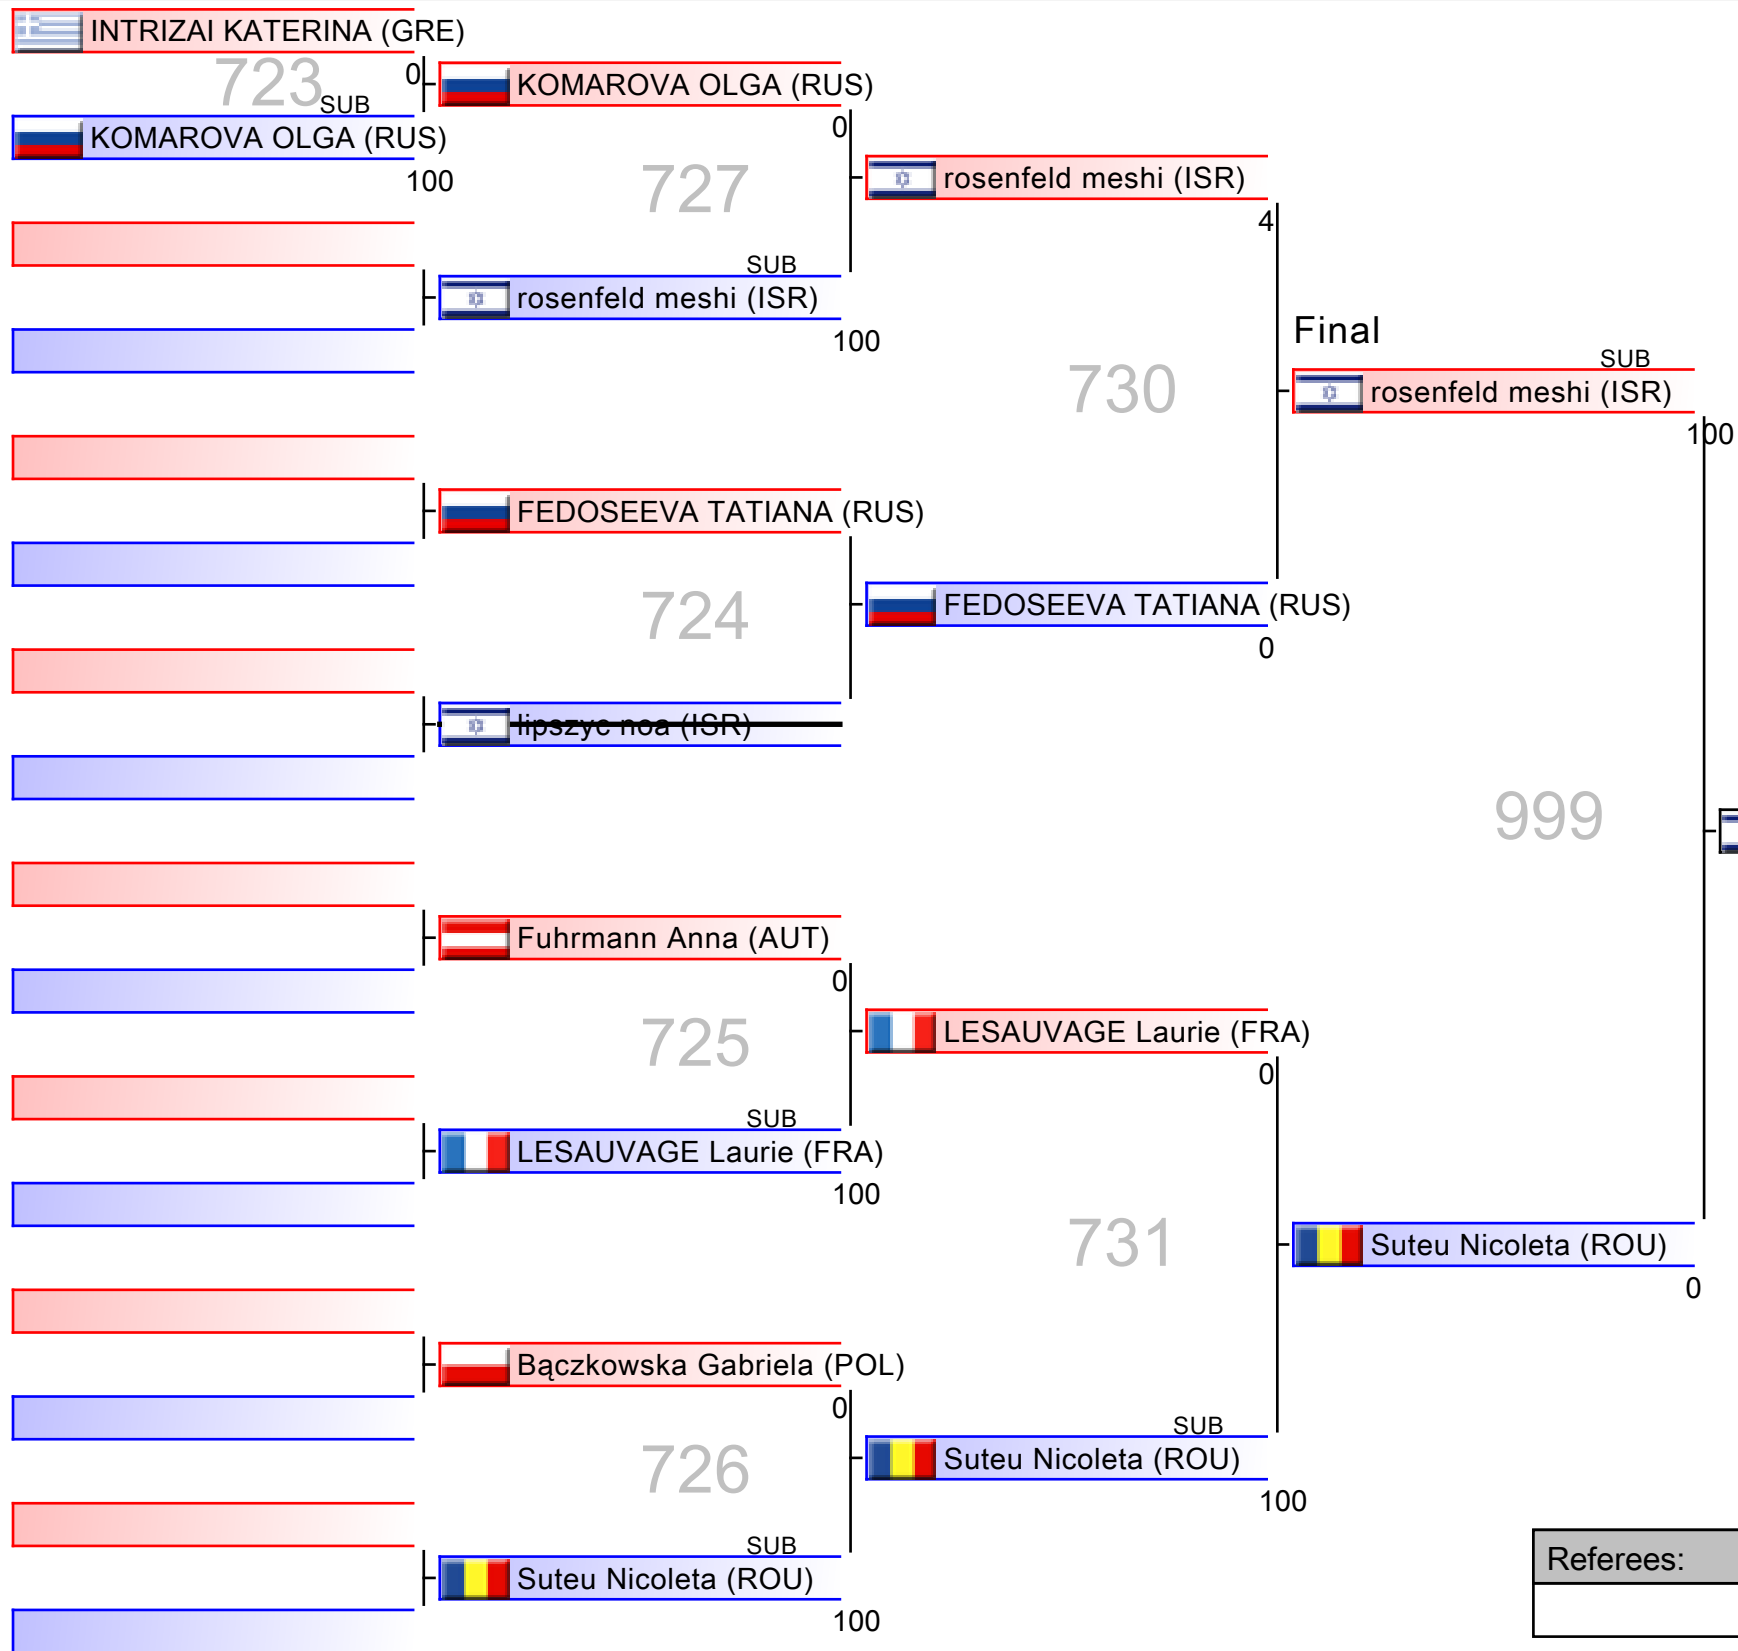 INTRIZAI KATERINA (GRE)
723
0
SUB
KOMAROVA OLGA (RUS)
100
KOMAROVA OLGA (RUS)
0
727
SUB
rosenfeld meshi (ISR)
100
FEDOSEEVA TATIANA (RUS)
724
lipszyc noa (ISR)
Fuhrmann Anna (AUT)
0
725
SUB
LESAUVAGE Laurie (FRA)
100
Bączkowska Gabriela (POL)
0
726
SUB
Suteu Nicoleta (ROU)
100
rosenfeld meshi (ISR)
4
730
FEDOSEEVA TATIANA (RUS)
0
LESAUVAGE Laurie (FRA)
0
731
SUB
Suteu Nicoleta (ROU)
100
Final
SUB
rosenfeld meshi (ISR)
100
999
Suteu Nicoleta (ROU)
0
Referees: